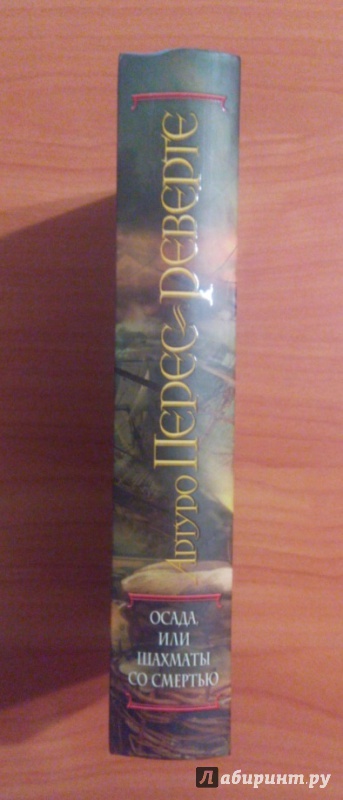 Артуро Перес-Реверте
ОСАДА,
ИЛИ
ШАХМАТЫ
СО СМЕРТЬЮ
Лабиринт.ру